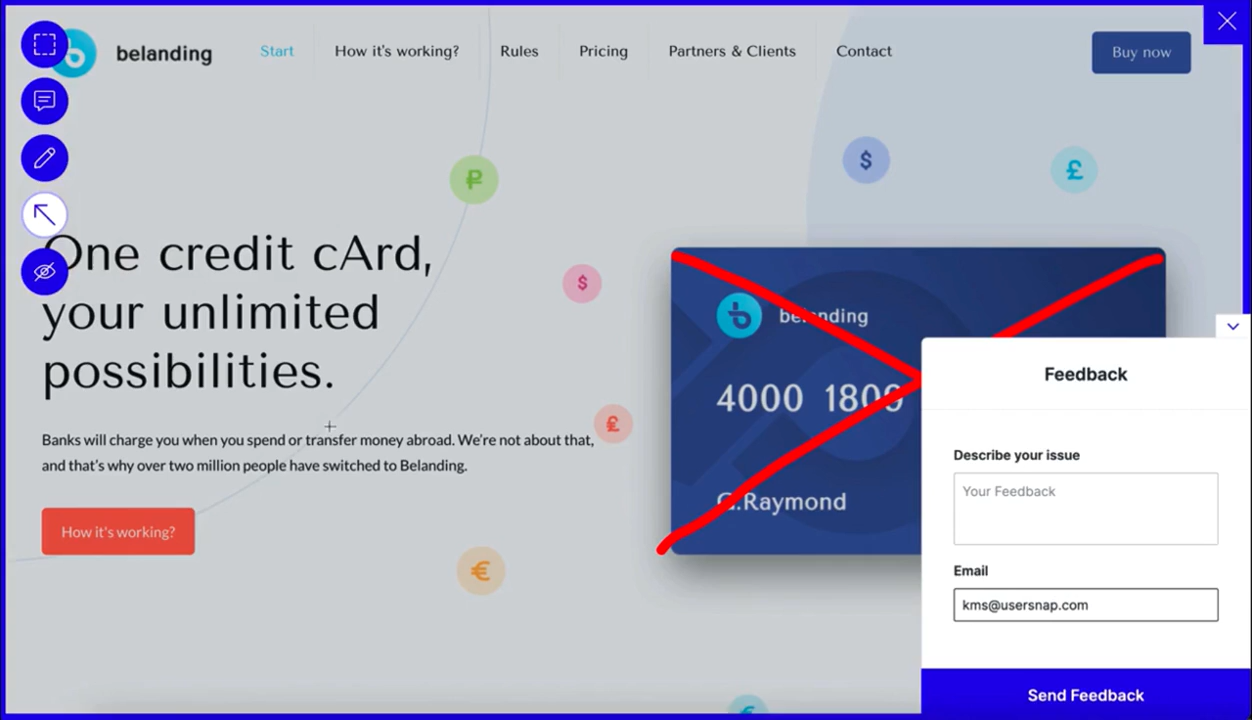 belanding
Start
How it's working?
Rules
Pricing
Partners & Clients
Contact
Buy now
One credit cArd,
your unlimited
possibilities.
Banks will charge you when you spend or transfer money abroad. We're not about that,
and that's why over two million people have switched to Belanding.
How it's working?
belanding
4000 1800
G.Raymond
Feedback
Describe your issue
Your Feedback
Email
kms@usersnap.com
Send Feedback